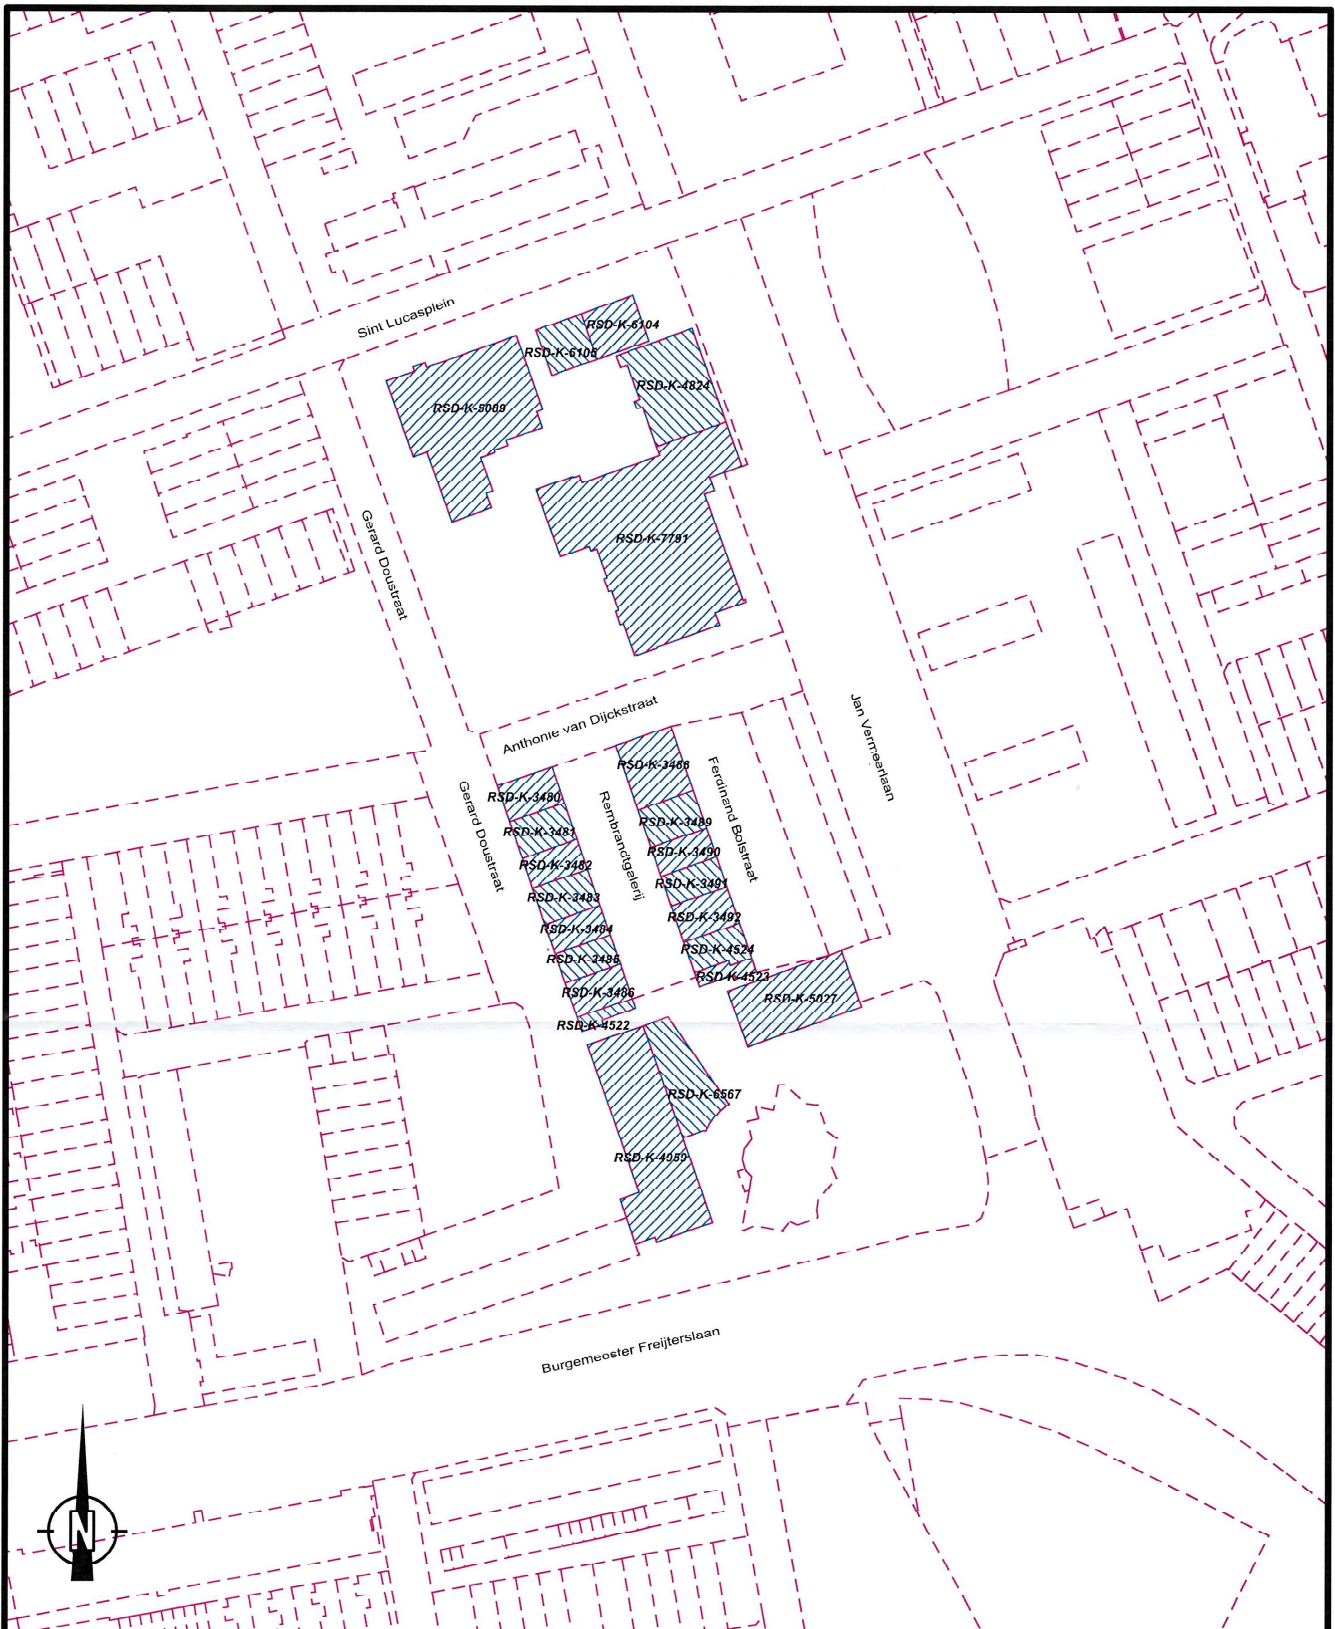 Sint Lucasplein
RSD-K-6104
RSD-K-6105
RSD-K-4824
RSD-K-5089
Gerard Doustraat
RSD-K-7791
Anthonie van Dijckstraat
Jan Vermeerlaan
Gerard Doustraat
Rembrandtgalerij
Ferdinand Bolstraat
RSD-K-3488
RSD-K-3480
RSD-K-3489
RSD-K-3481
RSD-K-3490
RSD-K-3482
RSD-K-3491
RSD-K-3483
RSD-K-3492
RSD-K-3484
RSD-K-4524
RSD-K-3485
RSD-K-4523
RSD-K-3486
RSD-K-5027
RSD-K-4522
RSD-K-6567
RSD-K-4959
Burgemeester Freijterslaan
N